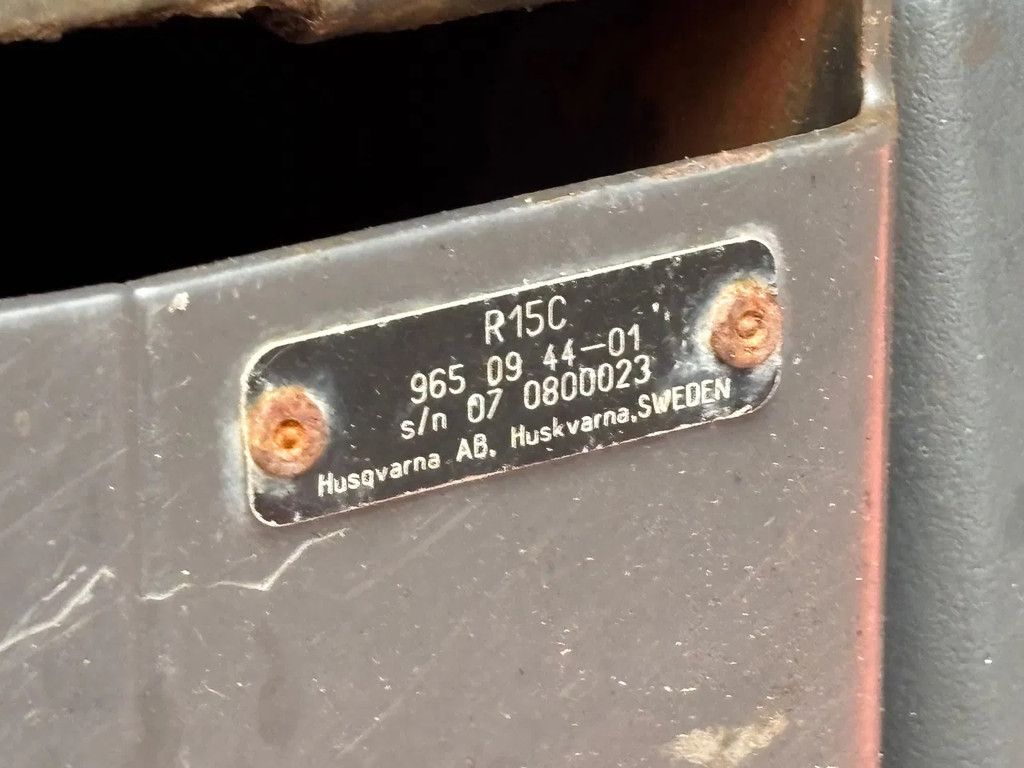 R15C
965 09 44-01
s/n 07 0800023
Husqvarna AB, Huskvarna,SWEDEN